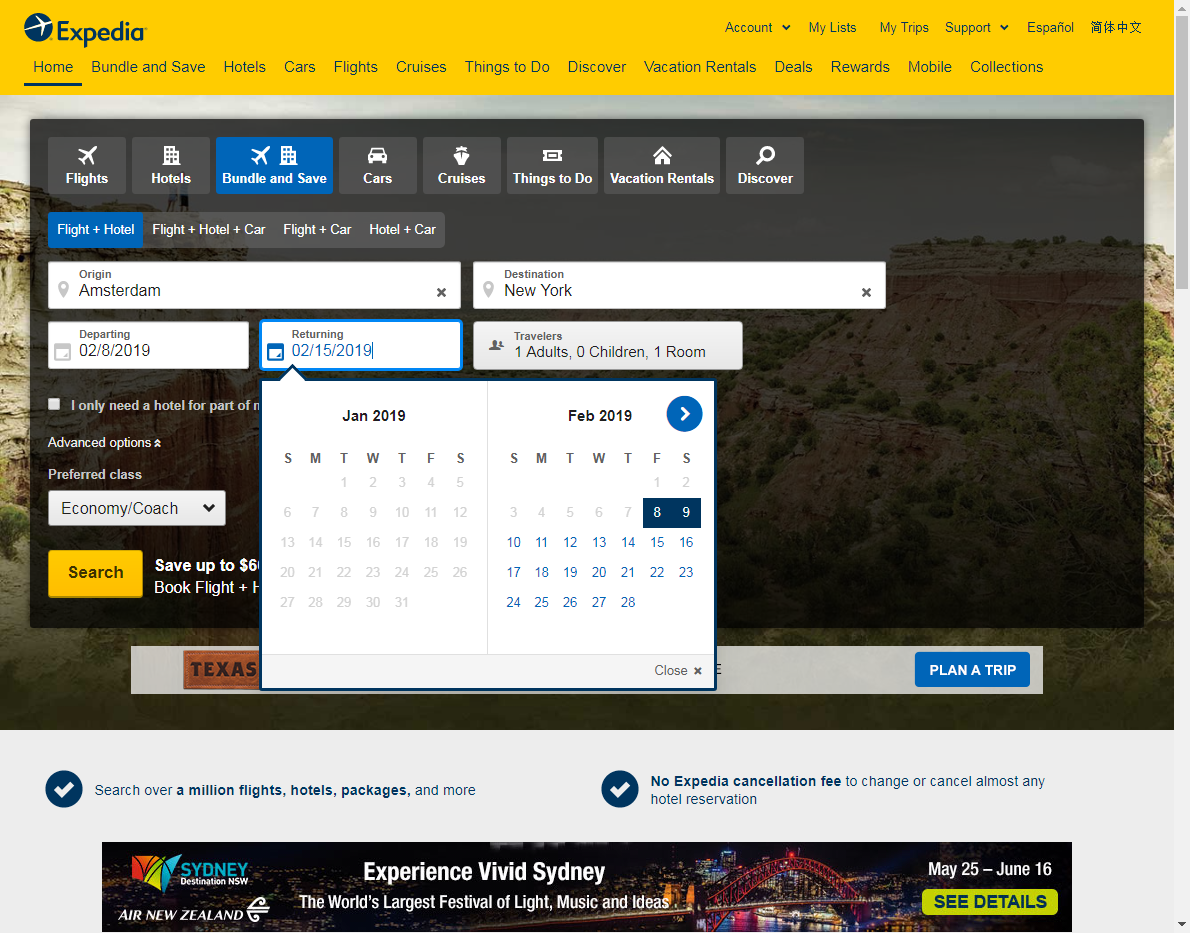 Expedia
Account My Lists My Trips Support Español 简体中文
Home Bundle and Save Hotels Cars Flights Cruises Things to Do Discover Vacation Rentals Deals Rewards Mobile Collections
Flights Hotels Bundle and Save Cars Cruises Things to Do Vacation Rentals Discover
Flight + Hotel Flight + Hotel + Car Flight + Car Hotel + Car
Origin
Amsterdam
Destination
New York
Departing
02/8/2019
Returning
02/15/2019
Travelers
1 Adults, 0 Children, 1 Room
I only need a hotel for part of m
Advanced options
Preferred class
Economy/Coach
Search
Save up to $6
Book Flight + H
Jan 2019
S M T W T F S
1 2 3 4 5
6 7 8 9 10 11 12
13 14 15 16 17 18 19
20 21 22 23 24 25 26
27 28 29 30 31
Feb 2019
S M T W T F S
1 2
3 4 5 6 7 8 9
10 11 12 13 14 15 16
17 18 19 20 21 22 23
24 25 26 27 28
Close
TEXAS
E
PLAN A TRIP
Search over a million flights, hotels, packages, and more
No Expedia cancellation fee to change or cancel almost any
hotel reservation
SYDNEY
Destination NSW
AIR NEW ZEALAND
Experience Vivid Sydney
The World's Largest Festival of Light, Music and Ideas
May 25 – June 16
SEE DETAILS